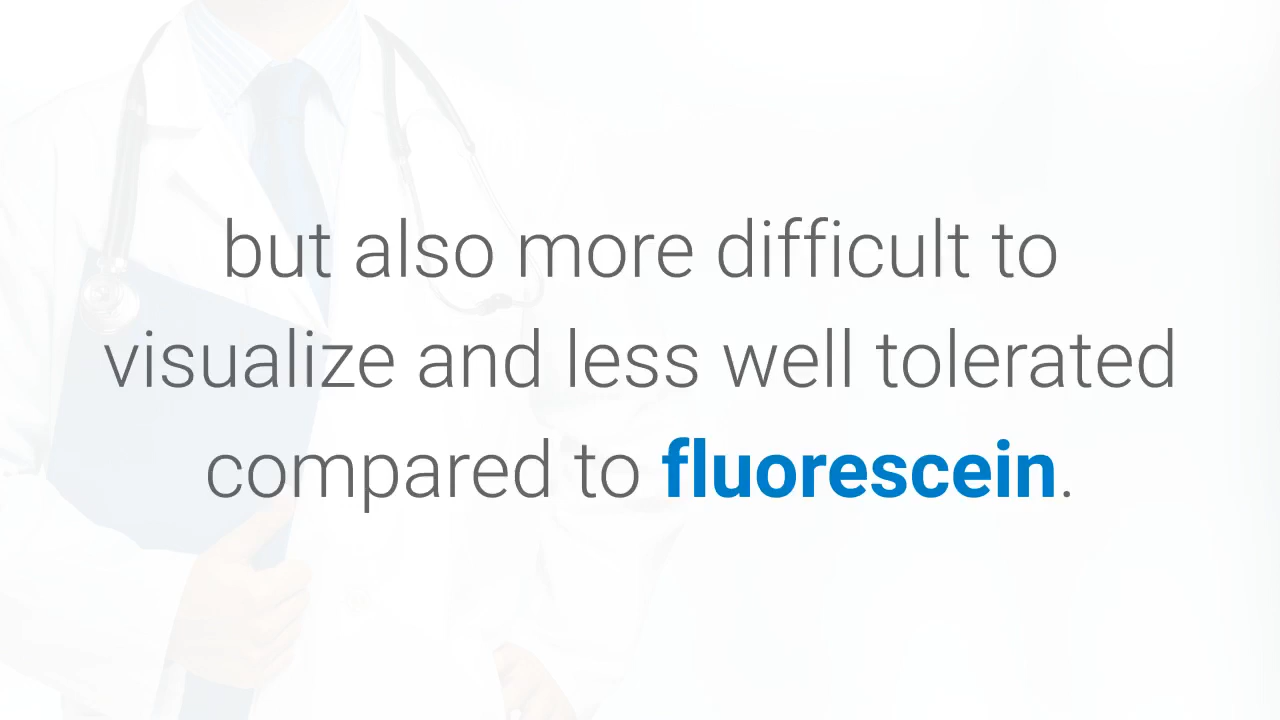 but also more difficult to
visualize and less well tolerated
compared to fluorescein.